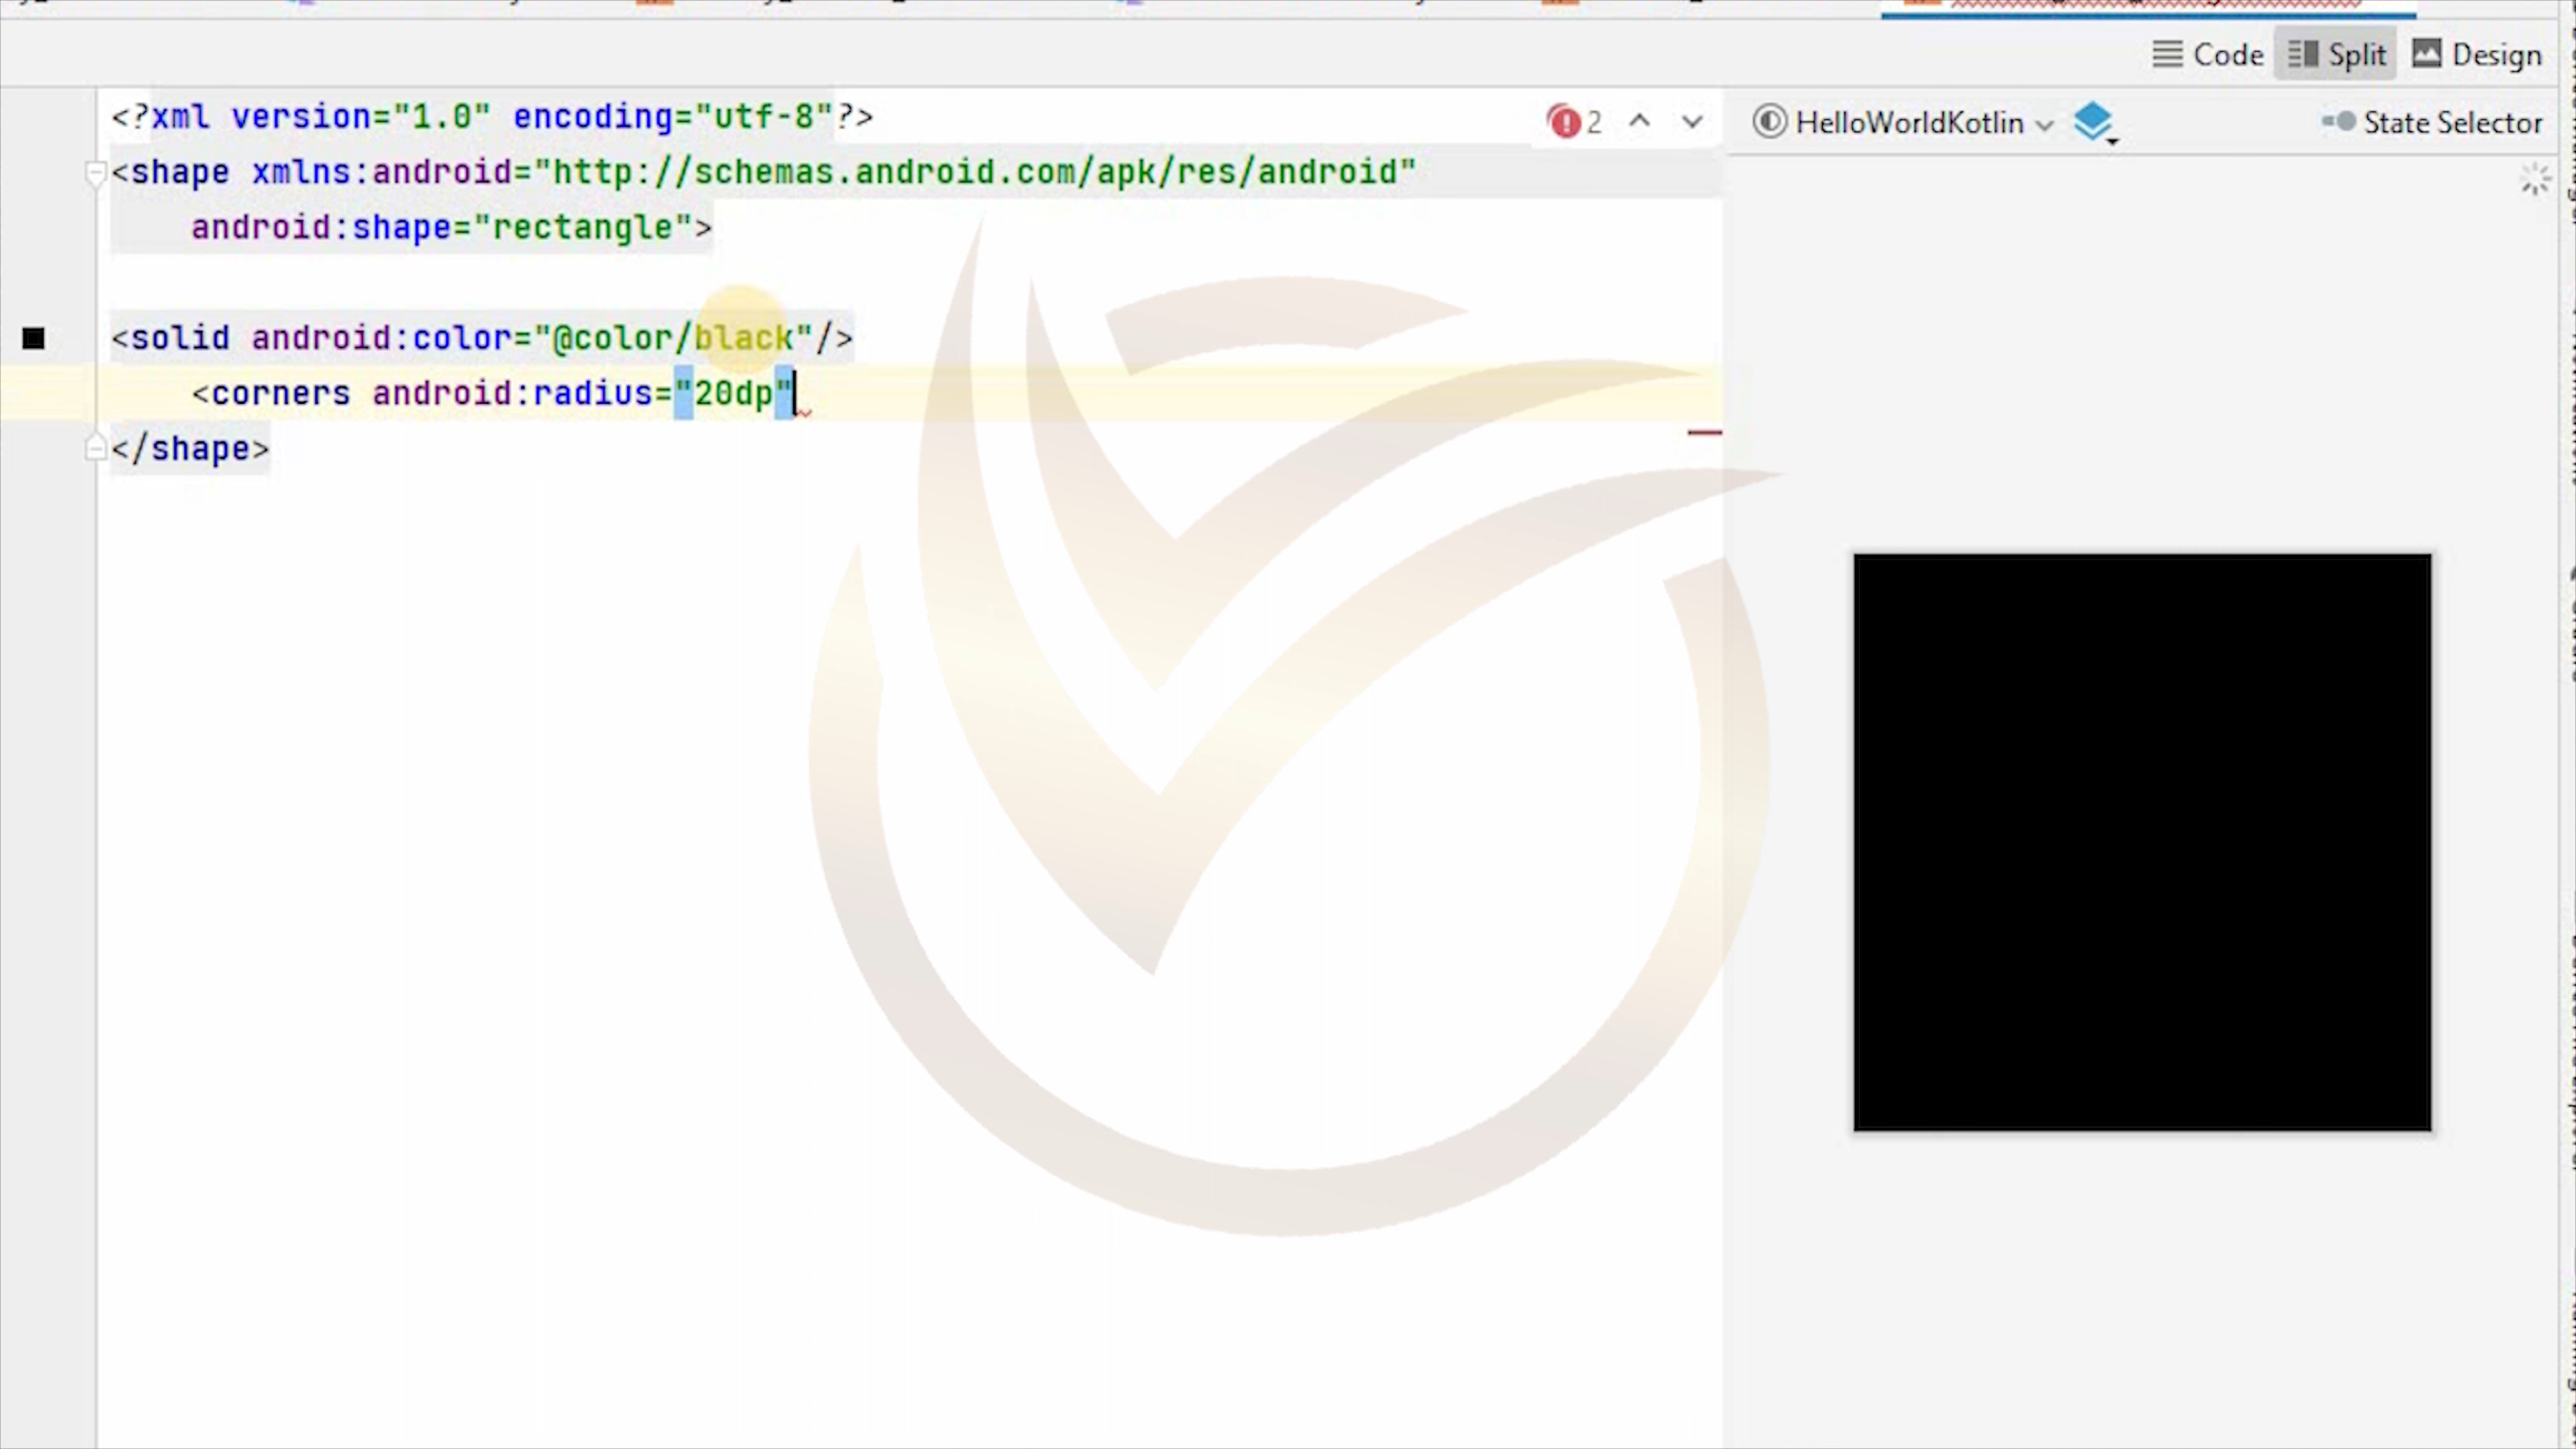 Code Split Design
<?xml version="1.0" encoding="utf-8"?>
2
HelloWorldKotlin
State Selector
<shape xmlns:android="http://schemas.android.com/apk/res/android"
android:shape="rectangle">
<solid android:color="@color/black"/>
<corners android:radius="20dp"
</shape>